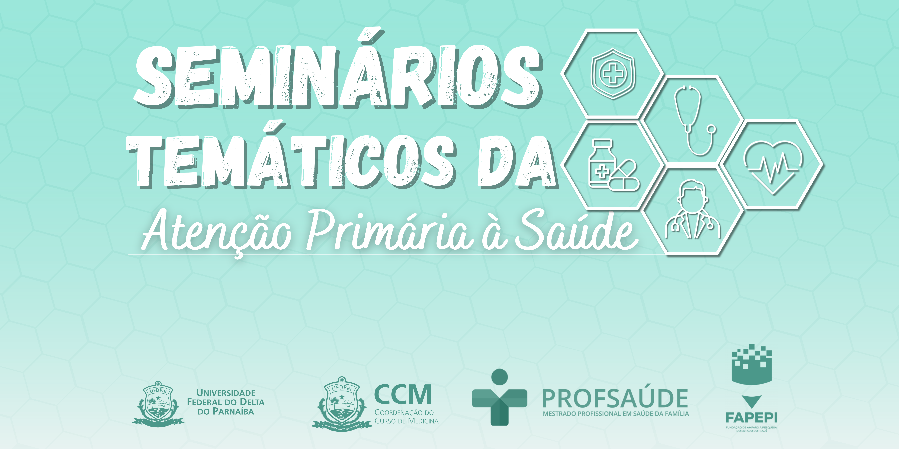 SEMINÁRIOS
TEMÁTICOS DA
Atenção Primária à Saúde
UNIVERSIDADE
FEDERAL DO DELTA
DO PARNAÍBA
CCM
COORDENAÇÃO DO
CURSO DE MEDICINA
PROFSAÚDE
MESTRADO PROFISSIONAL EM SAÚDE DA FAMÍLIA
FAPEPI